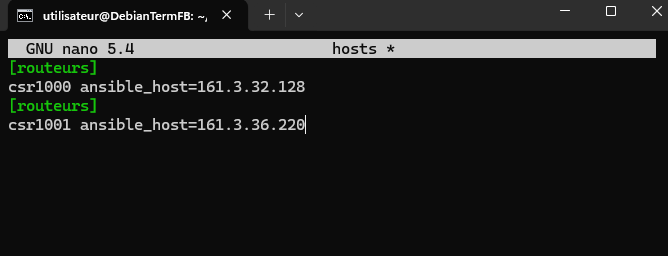 utilisateur@DebianTermFB: ~,
GNU nano 5.4 hosts *
[routeurs]
csr1000 ansible_host=161.3.32.128
[routeurs]
csr1001 ansible_host=161.3.36.220